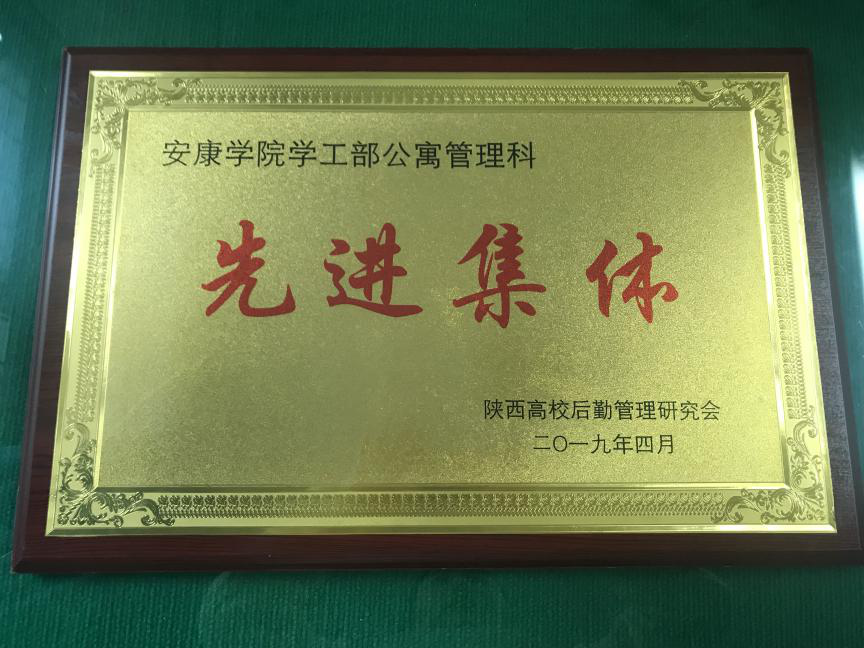 安康学院学工部公寓管理科
先进集体
陕西高校后勤管理研究会
二〇一九年四月